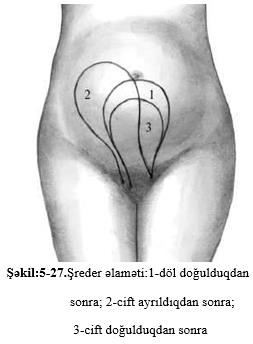 2
1
3
Şəkil:5-27.Şreder əlaməti:1-döl doğulduqdan
sonra; 2-cift ayrıldıqdan sonra;
3-cift doğulduqdan sonra